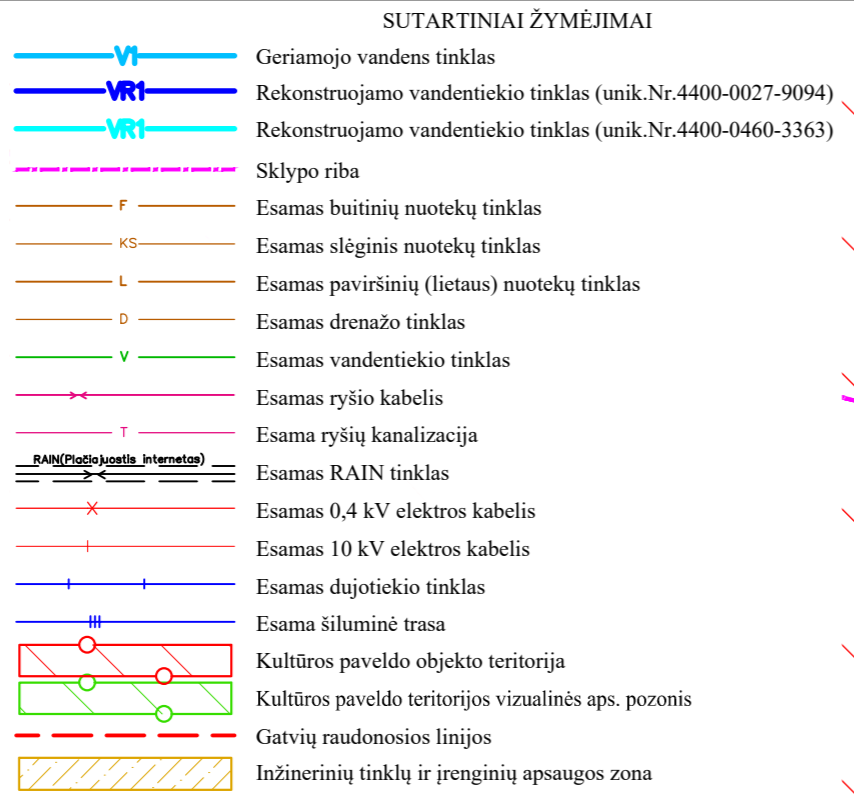 SUTARTINIAI ŽYMĖJIMAI
V1 Geriamojo vandens tinklas
VR1 Rekonstruojamo vandentiekio tinklas (unik.Nr.4400-0027-9094)
VR1 Rekonstruojamo vandentiekio tinklas (unik.Nr.4400-0460-3363)
Sklypo riba
F Esamas buitinių nuotekų tinklas
KS Esamas slėginis nuotekų tinklas
L Esamas paviršinių (lietaus) nuotekų tinklas
D Esamas drenažo tinklas
V Esamas vandentiekio tinklas
Esamas ryšio kabelis
T Esama ryšių kanalizacija
RAIN(Plačiajuostis internetas)
Esamas RAIN tinklas
Esamas 0,4 kV elektros kabelis
Esamas 10 kV elektros kabelis
Esamas dujotiekio tinklas
Esama šiluminė trasa
Kultūros paveldo objekto teritorija
Kultūros paveldo teritorijos vizualinės aps. pozonis
Gatvių raudonosios linijos
Inžinerinių tinklų ir įrenginių apsaugos zona